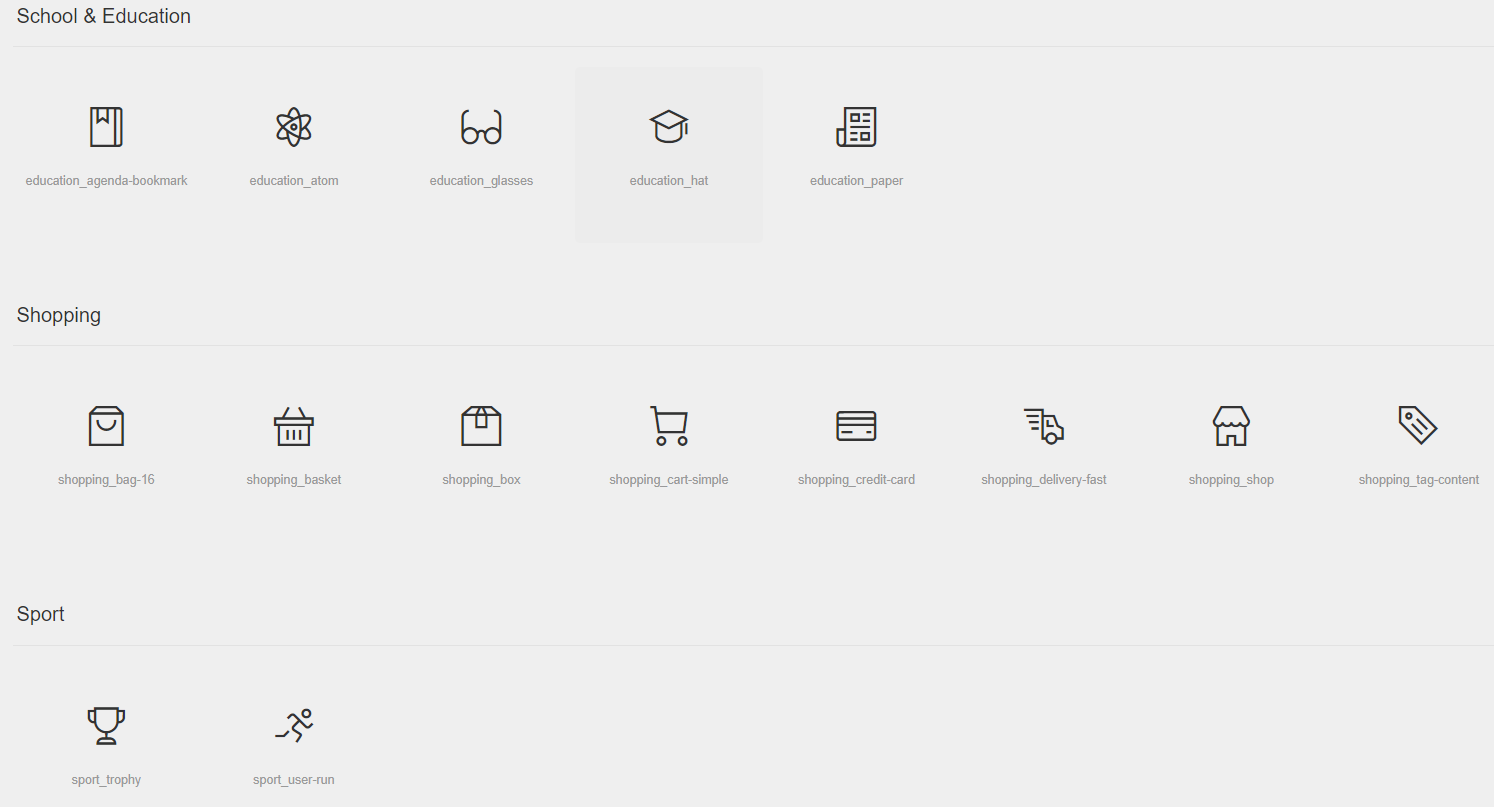 School & Education
education_agenda-bookmark education_atom education_glasses education_hat education_paper
Shopping
shopping_bag-16 shopping_basket shopping_box shopping_cart-simple shopping_credit-card shopping_delivery-fast shopping_shop shopping_tag-content
Sport
sport_trophy sport_user-run